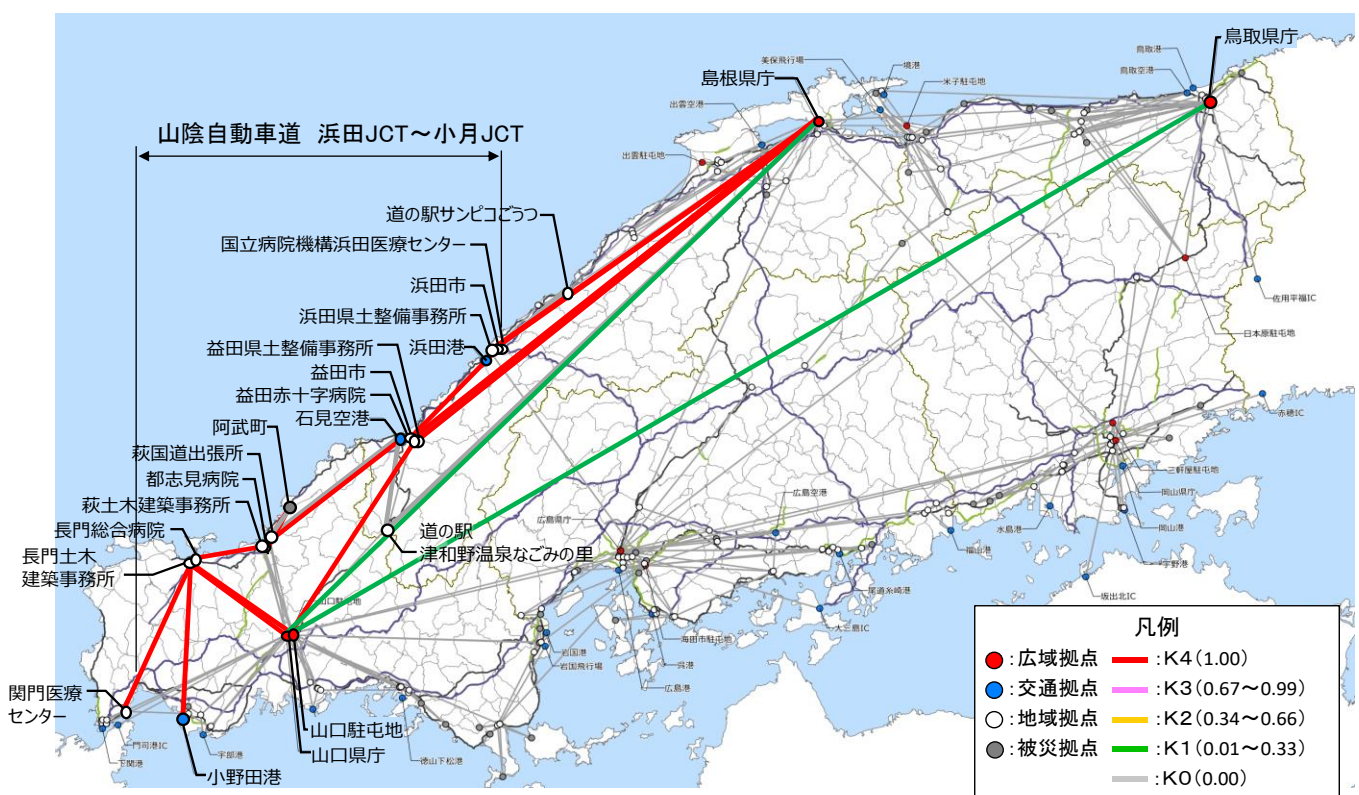 鳥取県庁
鳥取港
鳥取空港
美保飛行場
境港
米子駐屯地
島根県庁
出雲空港
出雲駐屯地
山陰自動車道 浜田JCT～小月JCT
道の駅サンピコごうつ
国立病院機構浜田医療センター
浜田市
浜田県土整備事務所
浜田港
益田県土整備事務所
益田市
益田赤十字病院
石見空港
阿武町
萩国道出張所
都志見病院
萩土木建築事務所
長門総合病院
長門土木
建築事務所
道の駅
津和野温泉なごみの里
佐用平福IC
日本原駐屯地
赤穂IC
三軒屋駐屯地
岡山県庁
岡山港
宇野港
水島港
福山港
坂出北IC
広島空港
広島県庁
尾道糸崎港
大三島IC
海田市駐屯地
呉港
広島港
岩国港
岩国飛行場
山口駐屯地
関門医療
センター
門司港IC
下関港
宇部港
小野田港
徳山下松港
山口駐屯地
山口県庁
凡例
:広域拠点 :K4(1.00)
:交通拠点 :K3(0.67～0.99)
:地域拠点 :K2(0.34～0.66)
:被災拠点 :K1(0.01～0.33)
:K0(0.00)